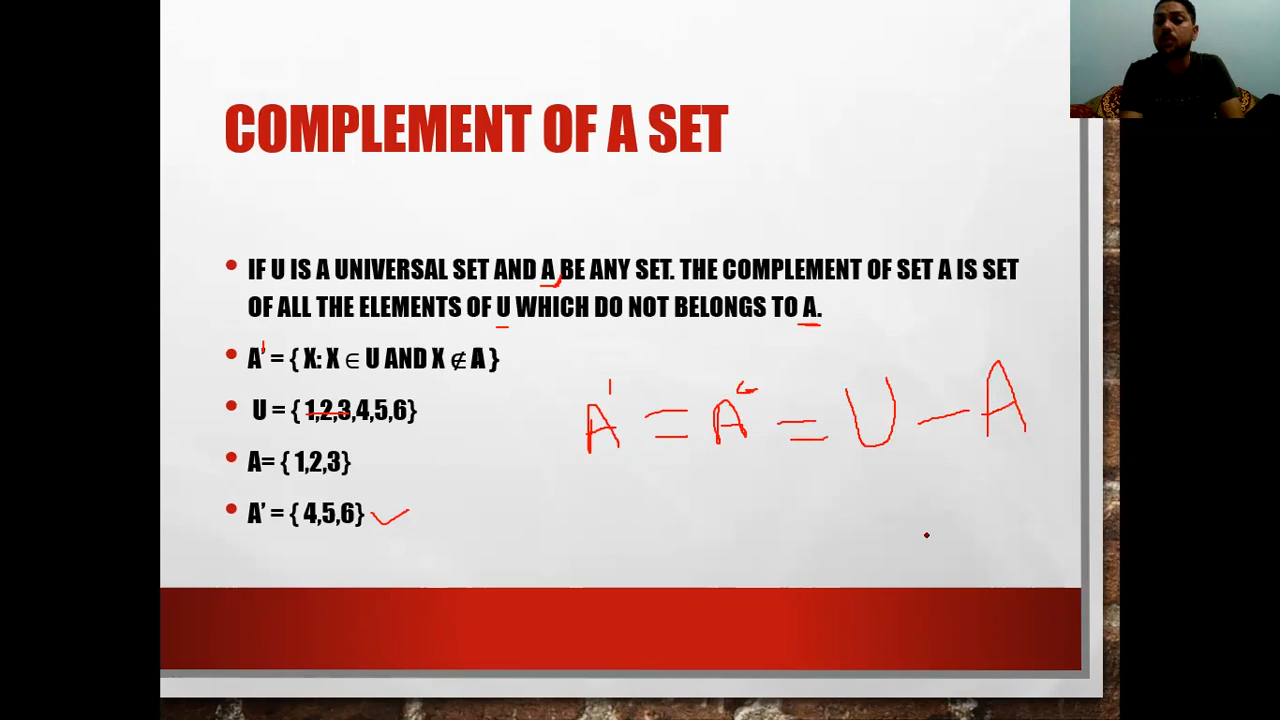 COMPLEMENT OF A SET
• IF U IS A UNIVERSAL SET AND A BE ANY SET. THE COMPLEMENT OF SET A IS SET
OF ALL THE ELEMENTS OF U WHICH DO NOT BELONGS TO A.
• A' = { X: X ∈ U AND X ∉ A }
• U = { 1,2,3,4,5,6}
A' = Aᶜ = U - A
• A= { 1,2,3}
• A' = { 4,5,6}